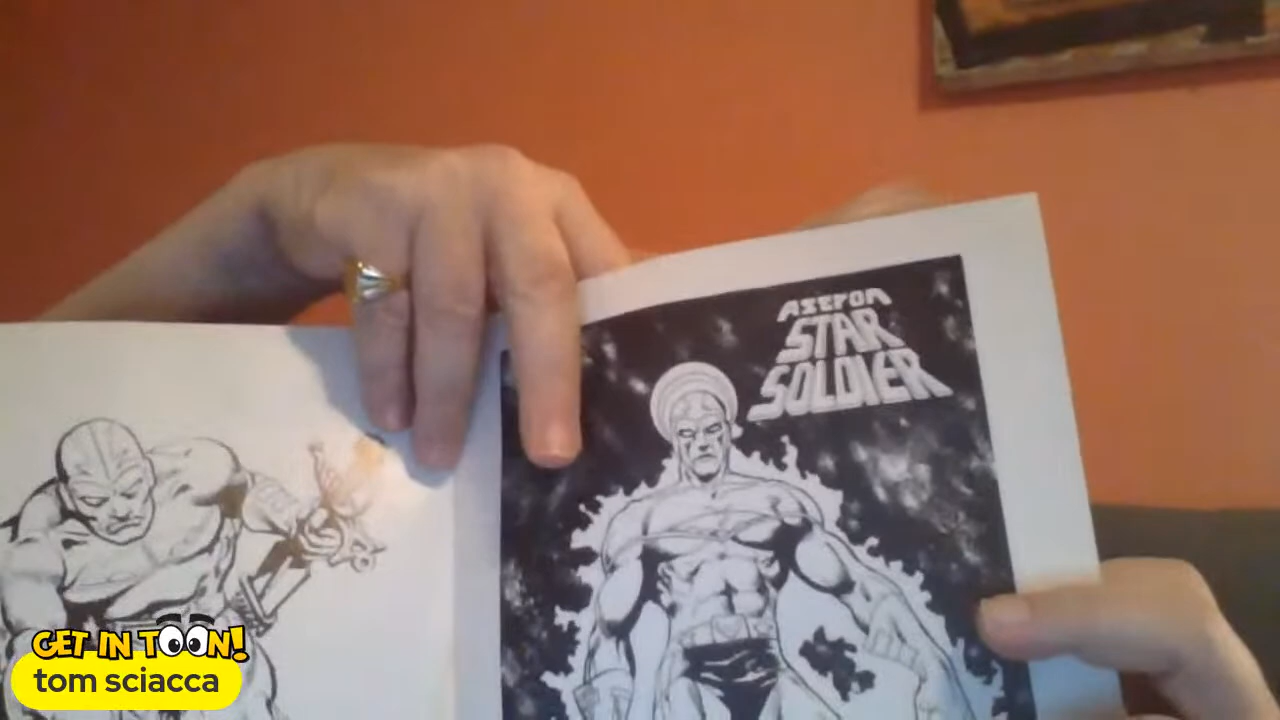 ASTRON
STAR
SOLDIER
GET IN TOON!
tom sciacca